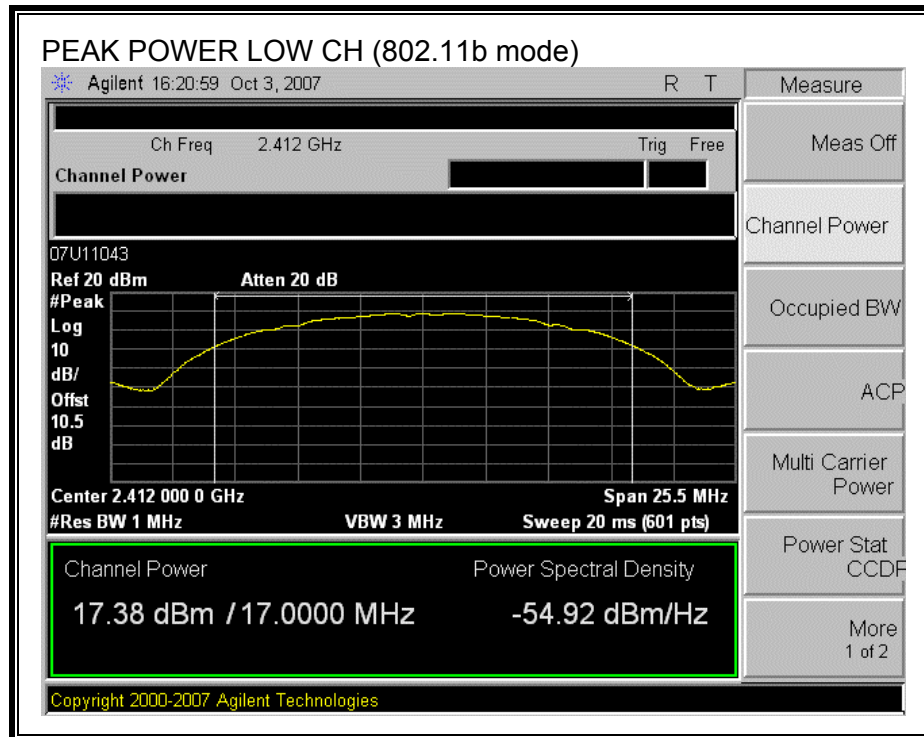 PEAK POWER LOW CH (802.11b mode)
Agilent 16:20:59 Oct 3, 2007 R T
Measure
Ch Freq 2.412 GHz Trig Free
Meas Off
Channel Power
Channel Power
07U11043
Ref 20 dBm Atten 20 dB
#Peak
Log
10
dB/
Offst
10.5
dB
Occupied BW
ACP
Multi Carrier
Power
Center 2.412 000 0 GHz Span 25.5 MHz
#Res BW 1 MHz VBW 3 MHz Sweep 20 ms (601 pts)
Power Stat
CCDF
Channel Power Power Spectral Density
17.38 dBm / 17.0000 MHz -54.92 dBm/Hz
More
1 of 2
Copyright 2000-2007 Agilent Technologies